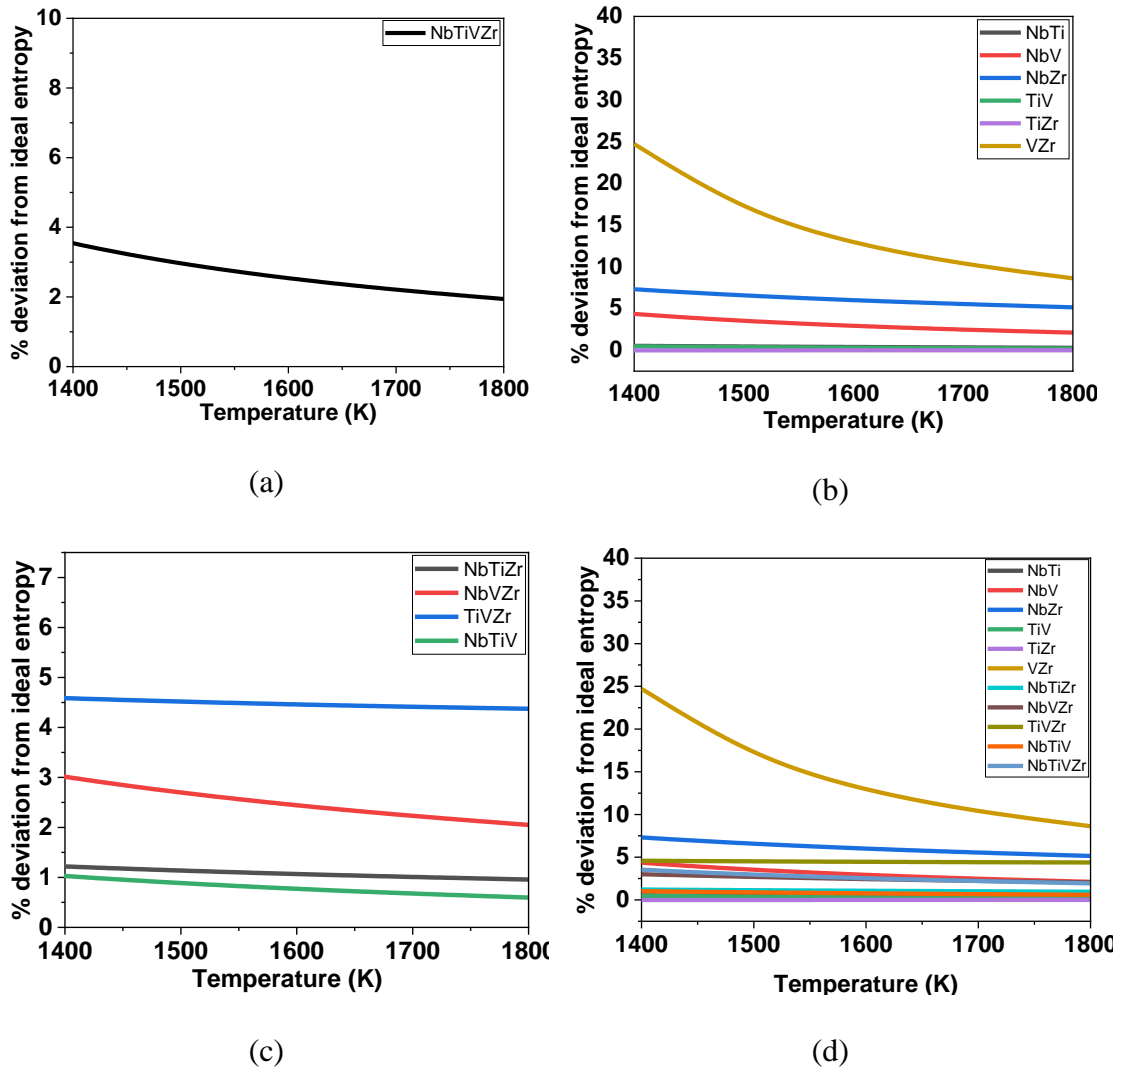 % deviation from ideal entropy
10
8
6
4
2
0
NbTiVZr
1400 1500 1600 1700 1800
Temperature (K)
(a)
% deviation from ideal entropy
40
35
30
25
20
15
10
5
0
NbTi
NbV
NbZr
TiV
TiZr
VZr
1400 1500 1600 1700 1800
Temperature (K)
(b)
% deviation from ideal entropy
7
6
5
4
3
2
1
0
NbTiZr
NbVZr
TiVZr
NbTiV
1400 1500 1600 1700 1800
Temperature (K)
(c)
% deviation from ideal entropy
40
35
30
25
20
15
10
5
0
NbTi
NbV
NbZr
TiV
TiZr
VZr
NbTiZr
NbVZr
TiVZr
NbTiV
NbTiVZr
1400 1500 1600 1700 1800
Temperature (K)
(d)